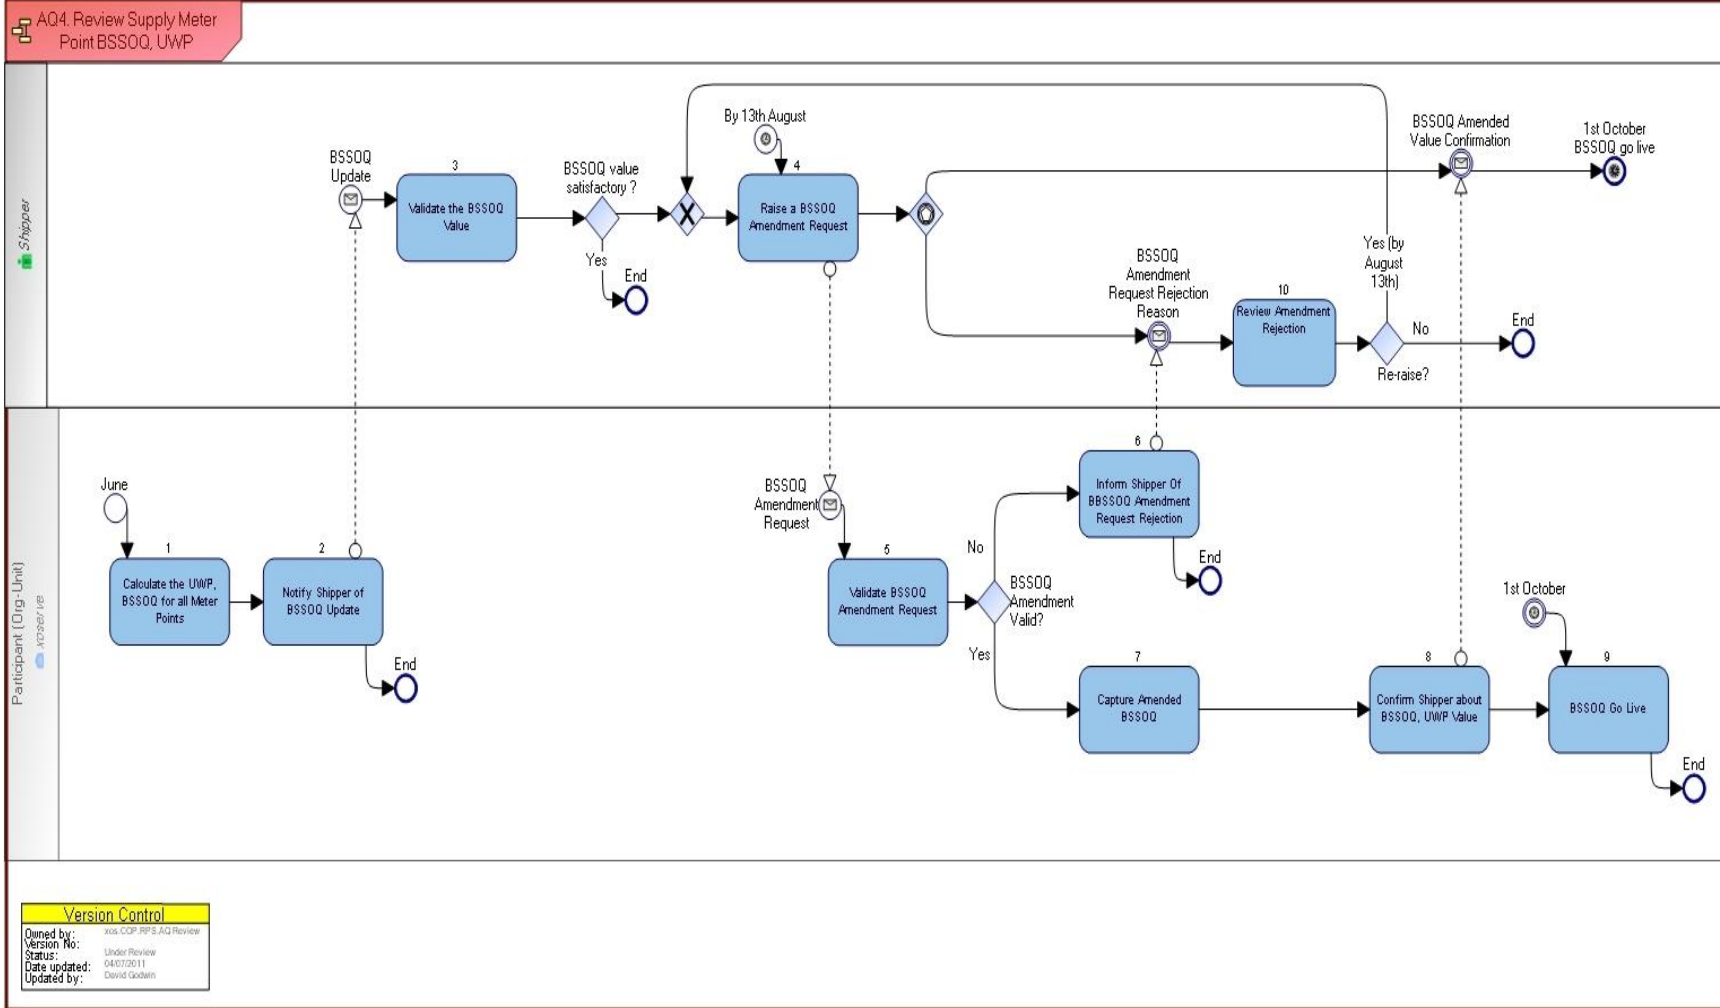 AQ4. Review Supply Meter
Point BSSOQ, UWP
Shipper
BSSOQ
Update
3
Validate the BSSOQ
Value
BSSOQ value
satisfactory ?
Yes
End
By 13th August
4
Raise a BSSOQ
Amendment Request
BSSOQ
Amendment
Request Rejection
Reason
10
Review Amendment
Rejection
Yes (by
August
13th)
Re-raise?
No
End
BSSOQ Amended
Value Confirmation
1st October
BSSOQ go live
Participant (Org-Unit)
xoserve
June
1
Calculate the UWP,
BSSOQ for all Meter
Points
2
Notify Shipper of
BSSOQ Update
End
BSSOQ
Amendment
Request
5
Validate BSSOQ
Amendment Request
No
BSSOQ
Amendment
Valid?
Yes
6
Inform Shipper Of
BBSSOQ Amendment
Request Rejection
End
7
Capture Amended
BSSOQ
8
Confirm Shipper about
BSSOQ, UWP Value
1st October
9
BSSOQ Go Live
End
Version Control
Owned by: xos.COP.RPS.AQ Review
Version No:
Status: Under Review
Date updated: 04/07/2011
Updated by: David Godwin